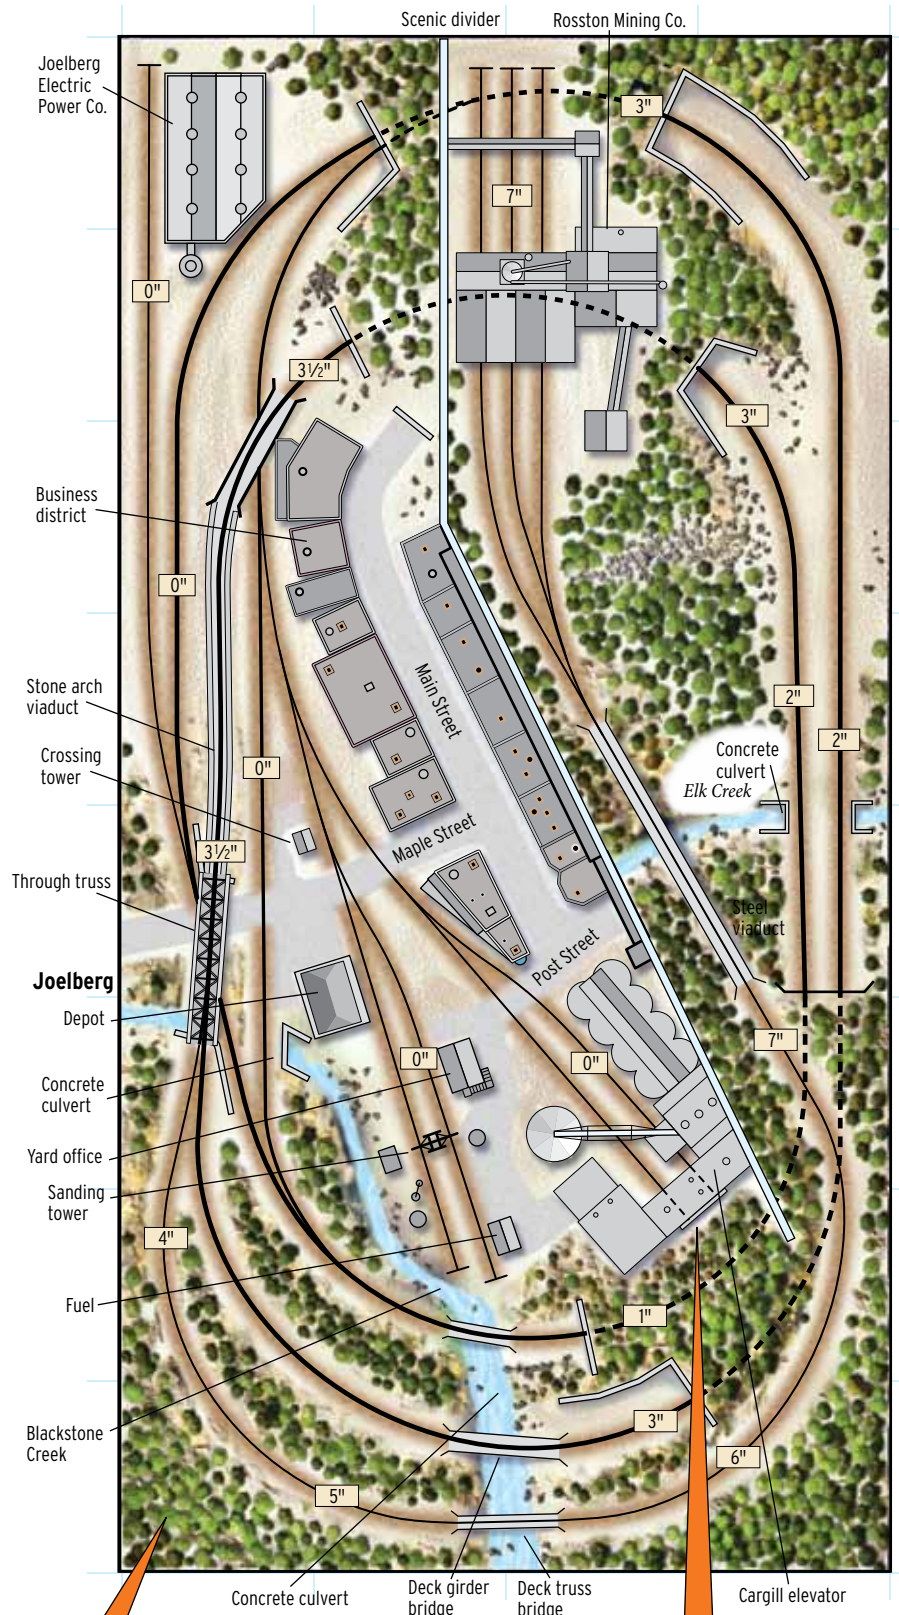 Scenic divider
Rosston Mining Co.
Joelberg
Electric
Power Co.
3"
7"
0"
3½"
3"
Business
district
0"
Main Street
Stone arch
viaduct
2"
2"
Concrete
culvert
Elk Creek
Crossing
tower
0"
Maple Street
3½"
Through truss
Steel
viaduct
Post Street
Joelberg
Depot
7"
0"
0"
Concrete
culvert
Yard office
Sanding
tower
4"
Fuel
1"
3"
Blackstone
Creek
6"
5"
Concrete culvert
Deck girder
bridge
Deck truss
bridge
Cargill elevator